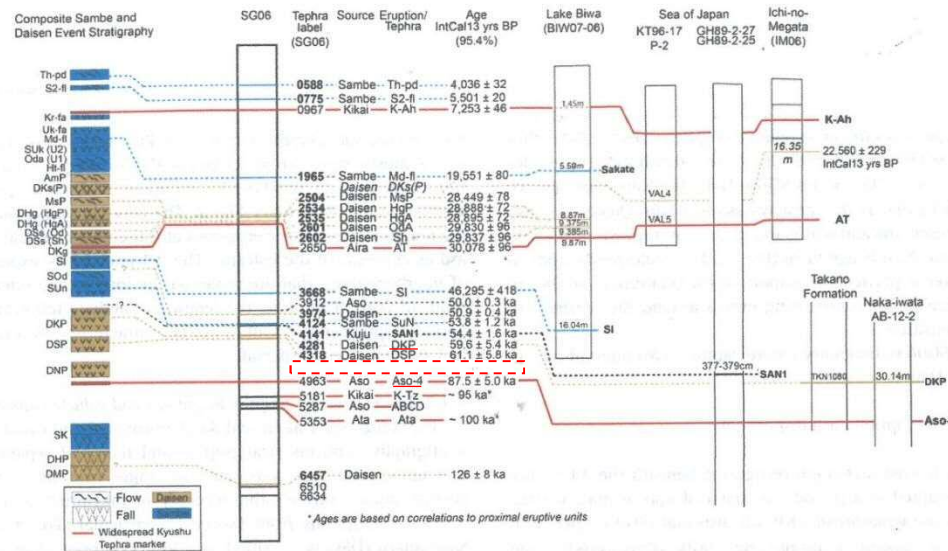 Composite Sambe and
Daisen Event Stratigraphy
SG06
Tephra
label
(SG06)
Source
Eruption/
Tephra
Age
IntCal13 yrs BP
(95.4%)
Lake Biwa
(BIW07-06)
Sea of Japan
KT96-17
P-2
GH89-2-27
GH89-2-25
Ichi-no-
Megata
(IM06)
Th-pd
S2-fl
Kr-fa
Uk-fa
Md-fl
SUk (U2)
Oda (U1)
Ht-fl
AmP
DKs(P)
MsP
DHg (HgP)
DHg (HgA)
DSs (Od)
DSs (Sh)
DKg
SI
SOd
SUn
- ?
DKP
DSP
DNP
SK
DHP
DMP
0588 Sambe Th-pd 4,036 ± 32
0775 Sambe S2-fl 5,501 ± 20
0967 Kikai K-Ah 7,253 ± 46
1965 Sambe Md-fl 19,551 ± 80
Daisen DKs(P)
2504 Daisen MsP 28,449 ± 78
2534 Daisen HgP 28,888 ± 72
2535 Daisen HgA 28,895 ± 72
2601 Daisen OdA 29,830 ± 96
2602 Daisen Sh 29,837 ± 96
2650 Aira AT 30,078 ± 96
3668 Sambe SI 46,295 ± 418
3912 Aso 50.0 ± 0.3 ka
3974 Daisen 50.9 ± 0.4 ka
4124 Sambe SuN 53.8 ± 1.2 ka
4141 Kuju SAN1 54.4 ± 1.6 ka
4281 Daisen DKP 59.6 ± 5.4 ka
4318 Daisen DSP 61.1 ± 5.8 ka
4963 Aso Aso-4 87.5 ± 5.0 ka
5181 Kikai K-Tz ~ 95 ka*
5287 Aso ABCD
5353 Ata Ata ~ 100 ka*
6457 Daisen 126 ± 8 ka
6510
6634
1.45m
5.58m
Sakate
8.87m
9.375m
9.385m
9.87m
16.04m
SI
VAL4
VAL5
377-379cm
SAN1
16.35
m
22.560 ± 229
IntCal13 yrs BP
K-Ah
AT
Takano
Formation
Naka-iwata
AB-12-2
TKN1080
30.14m
DKP
Aso-
Flow
Daisen
Fall
Sambe
Widespread Kyushu
Tephra marker
* Ages are based on correlations to proximal eruptive units